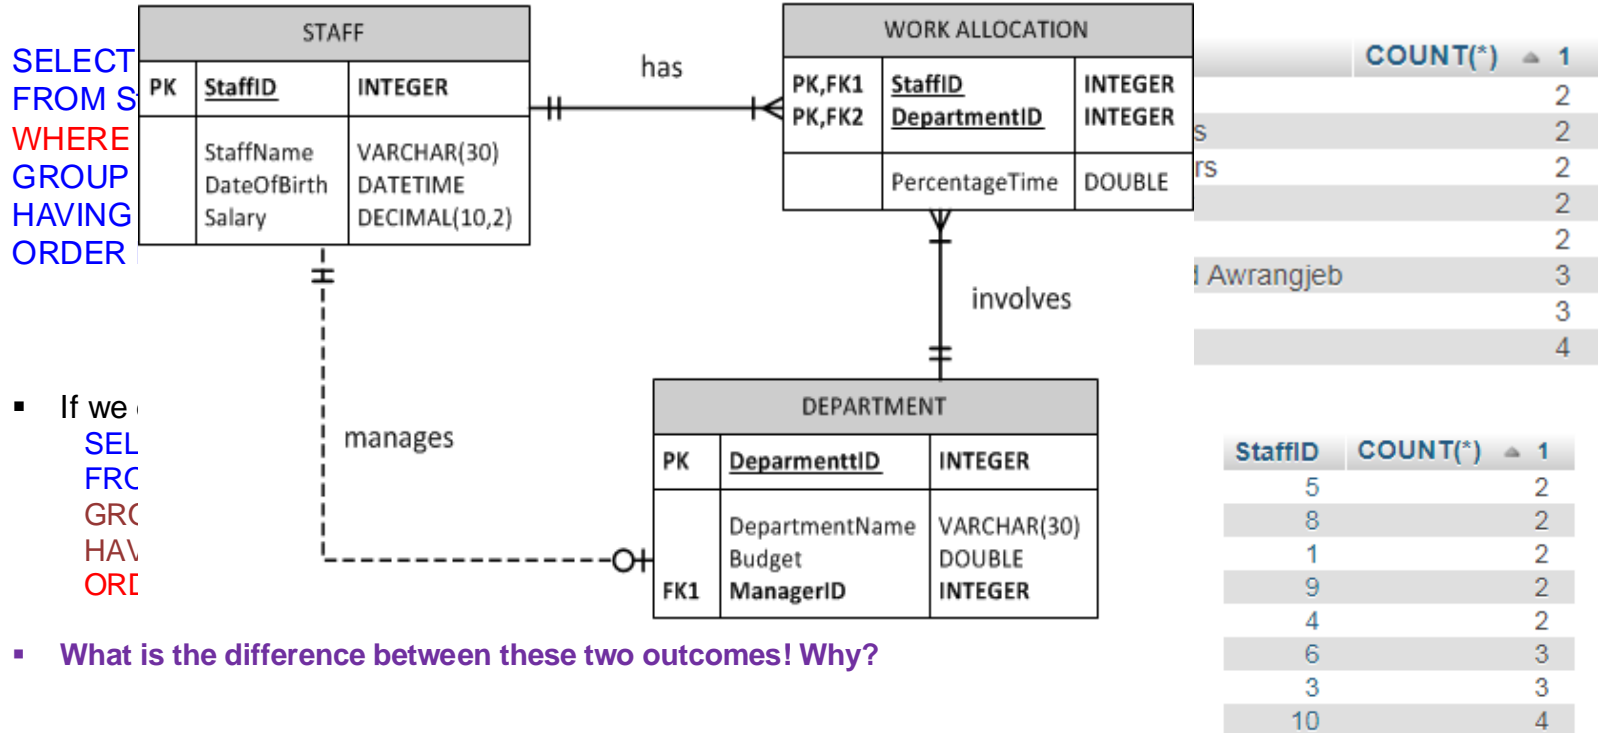 SELECT
FROM S
WHERE
GROUP
HAVING
ORDER
STAFF
PK StaffID INTEGER
StaffName VARCHAR(30)
DateOfBirth DATETIME
Salary DECIMAL(10,2)
has
WORK ALLOCATION
PK,FK1 StaffID INTEGER
PK,FK2 DepartmentID INTEGER
PercentageTime DOUBLE
COUNT(*) 1
2
s 2
rs 2
2
2
d Awrangjeb 3
3
4
involves
manages
If we
SEL
FRO
GRO
HAV
ORD
DEPARTMENT
PK DeparmenttID INTEGER
DepartmentName VARCHAR(30)
Budget DOUBLE
FK1 ManagerID INTEGER
StaffID COUNT(*) 1
5 2
8 2
1 2
9 2
4 2
6 3
3 3
10 4
What is the difference between these two outcomes! Why?